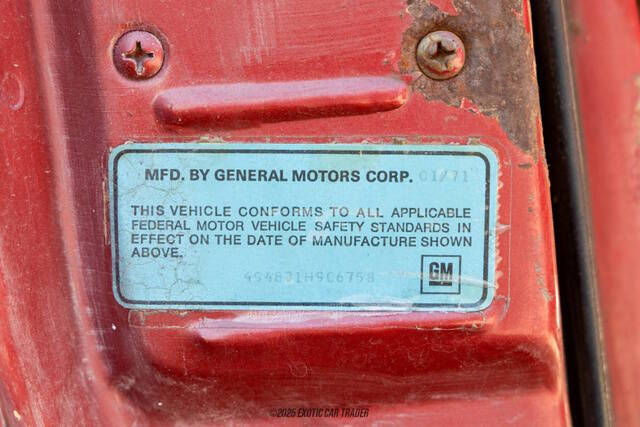 MFD. BY GENERAL MOTORS CORP. 01/71
THIS VEHICLE CONFORMS TO ALL APPLICABLE
FEDERAL MOTOR VEHICLE SAFETY STANDARDS IN
EFFECT ON THE DATE OF MANUFACTURE SHOWN
ABOVE.
GM
©2025 EXOTIC CAR TRADER